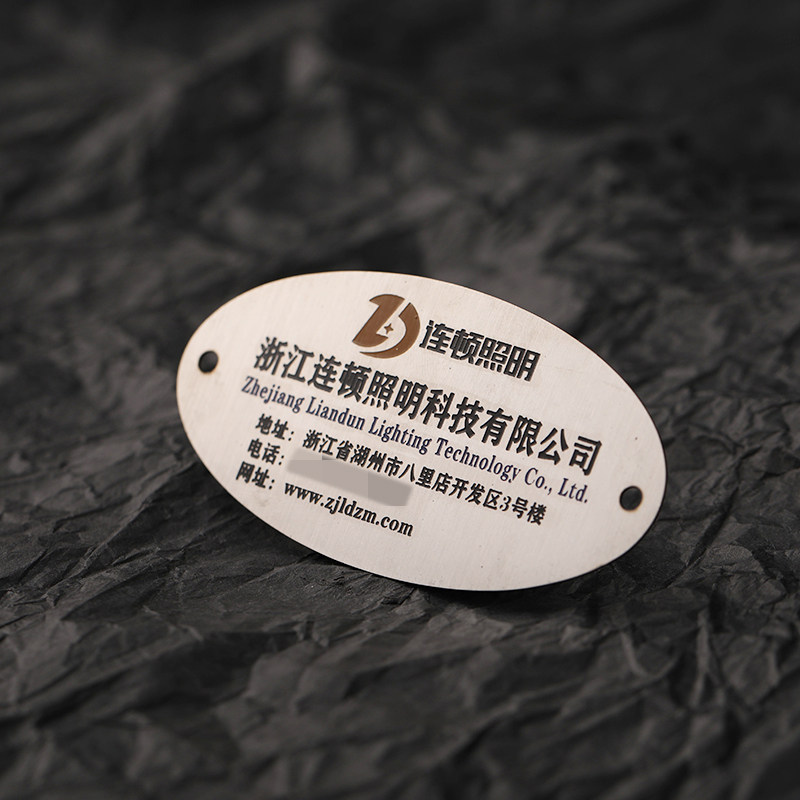 连顿照明
浙江连顿照明科技有限公司
Zhejiang Liandun Lighting Technology Co., Ltd.
地址：浙江省湖州市八里店开发区3号楼
电话：
网址：www.zjldzm.com